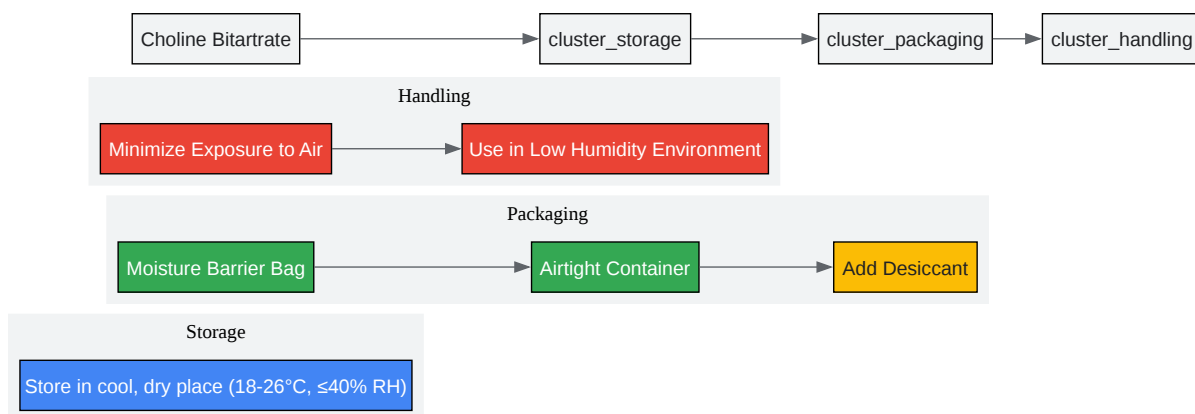 Choline Bitartrate
cluster_storage
cluster_packaging
cluster_handling
Handling
Minimize Exposure to Air
Use in Low Humidity Environment
Packaging
Moisture Barrier Bag
Airtight Container
Add Desiccant
Storage
Store in cool, dry place (18-26°C, ≤40% RH)